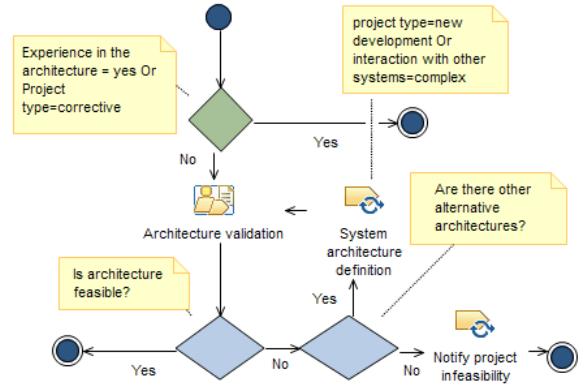 Experience in the
architecture = yes Or
Project
type=corrective
project type=new
development Or
interaction with other
systems=complex
Yes
No
Architecture validation
System
architecture
definition
Are there other
alternative
architectures?
Is architecture
feasible?
Yes
Yes
No
No
Notify project
infeasibility